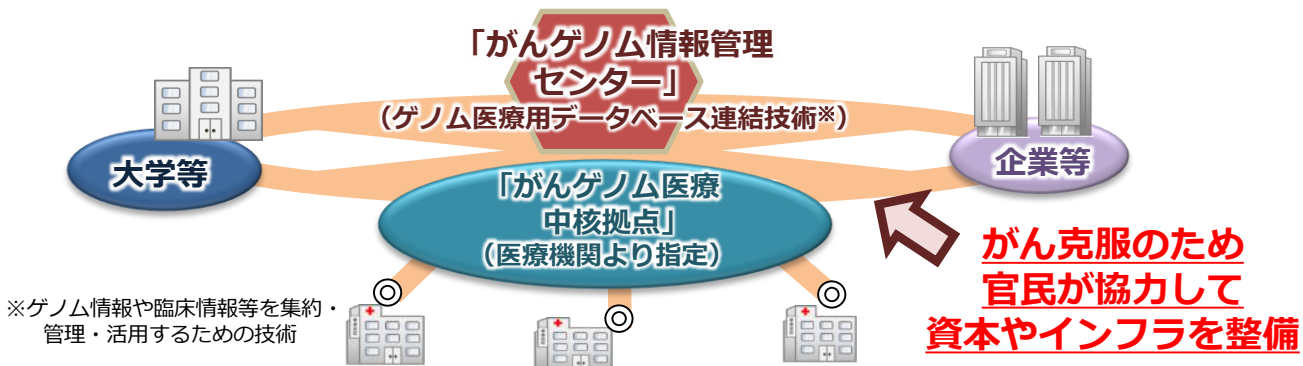 「がんゲノム情報管理
センター」
（ゲノム医療用データベース連結技術※）
大学等
企業等
「がんゲノム医療
中核拠点」
（医療機関より指定）
がん克服のため
官民が協力して
資本やインフラを整備
※ゲノム情報や臨床情報等を集約・
管理・活用するための技術
◎
◎
◎